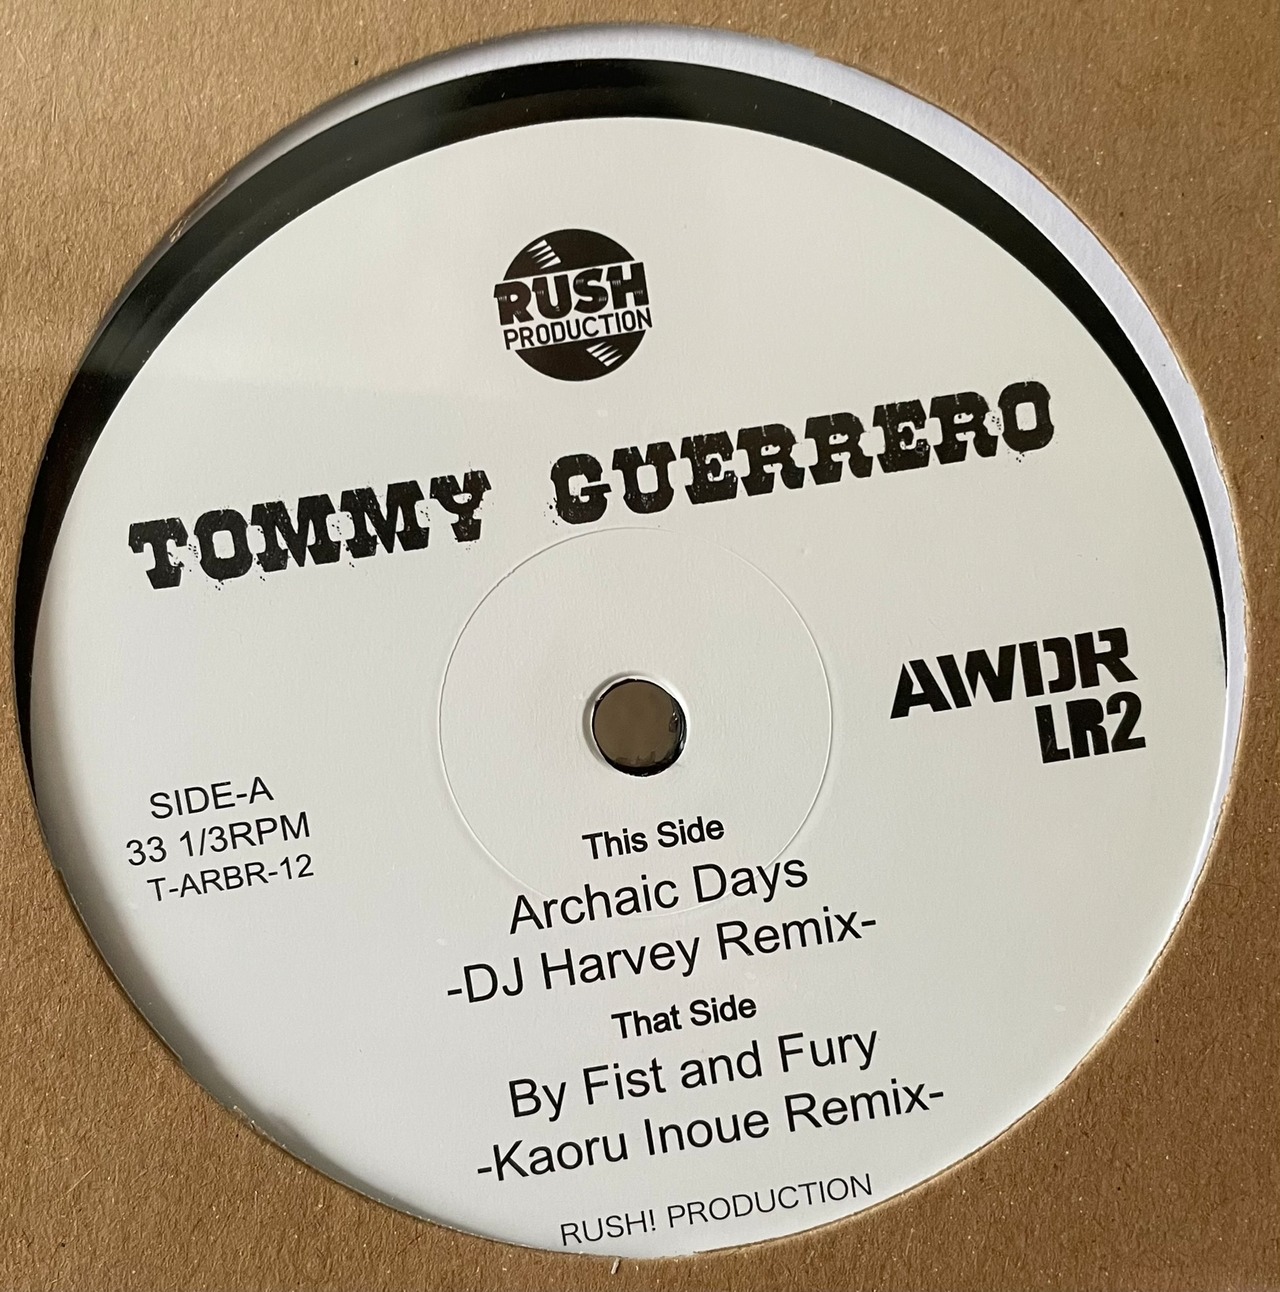 RUSH
PRODUCTION
TOMMY GUERRERO
AWDR
LR2
SIDE-A
33 1/3RPM
T-ARBR-12
This Side
Archaic Days
-DJ Harvey Remix-
That Side
By Fist and Fury
-Kaoru Inoue Remix-
RUSH! PRODUCTION